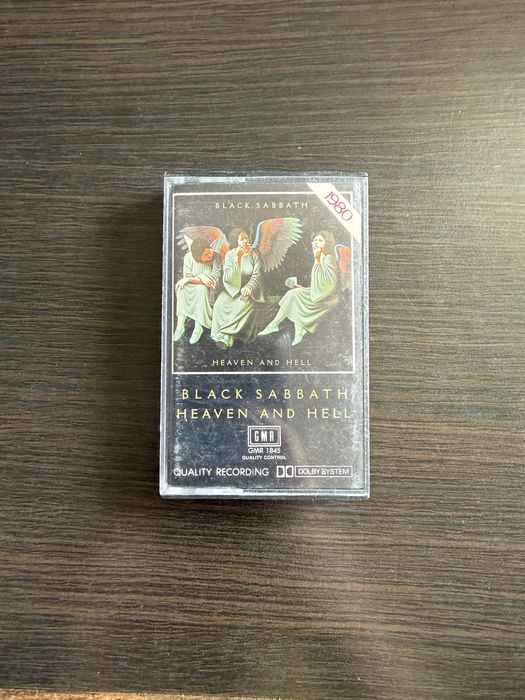 BLACK SABBATH
1980
HEAVEN AND HELL
BLACK SABBATH
HEAVEN AND HELL
GMR
GMR 1845
QUALITY CONTROL
QUALITY RECORDING DOLBY SYSTEM